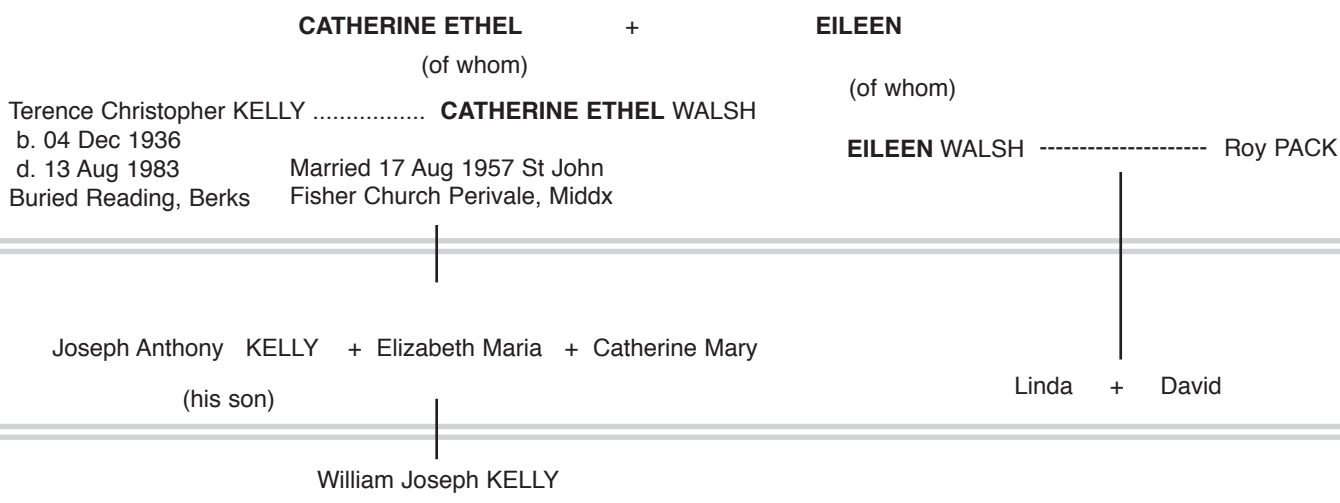 CATHERINE ETHEL + EILEEN
(of whom)
(of whom)
Terence Christopher KELLY ................. CATHERINE ETHEL WALSH
b. 04 Dec 1936
d. 13 Aug 1983
Buried Reading, Berks
Married 17 Aug 1957 St John
Fisher Church Perivale, Middx
EILEEN WALSH --------------------- Roy PACK
Joseph Anthony KELLY + Elizabeth Maria + Catherine Mary
(his son)
Linda + David
William Joseph KELLY